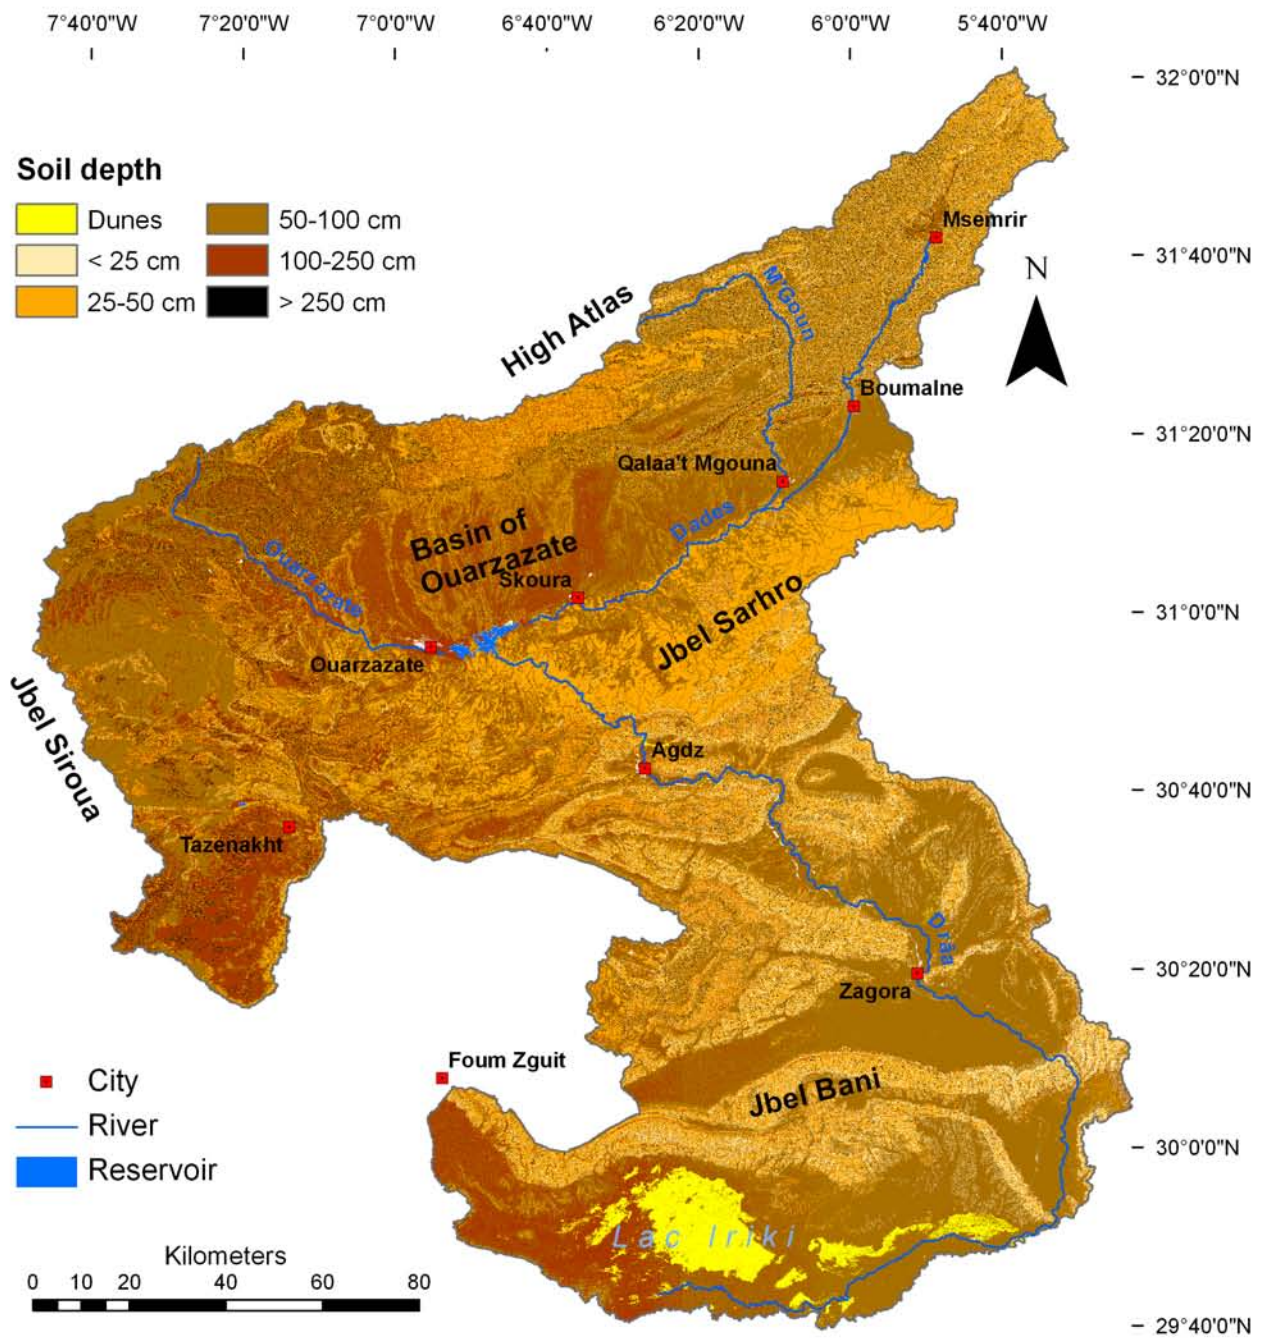 7°40'0"W 7°20'0"W 7°0'0"W 6°40'0"W 6°20'0"W 6°0'0"W 5°40'0"W
32°0'0"N
Soil depth
Dunes
50-100 cm
< 25 cm
100-250 cm
25-50 cm
> 250 cm
Msemrir
31°40'0"N
N
M'Goun
High Atlas
Boumalne
31°20'0"N
Qalaa't Mgouna
Dades
Basin of
Ouarzazate
Skoura
Ouarzazate
31°0'0"N
Jbel Sarhro
Ouarzazate
Jbel Siroua
Agdz
30°40'0"N
Tazenakht
Drâa
30°20'0"N
Zagora
Foum Zguit
City
Jbel Bani
River
30°0'0"N
Reservoir
Lac Iriki
Kilometers
0 10 20 40 60 80
29°40'0"N